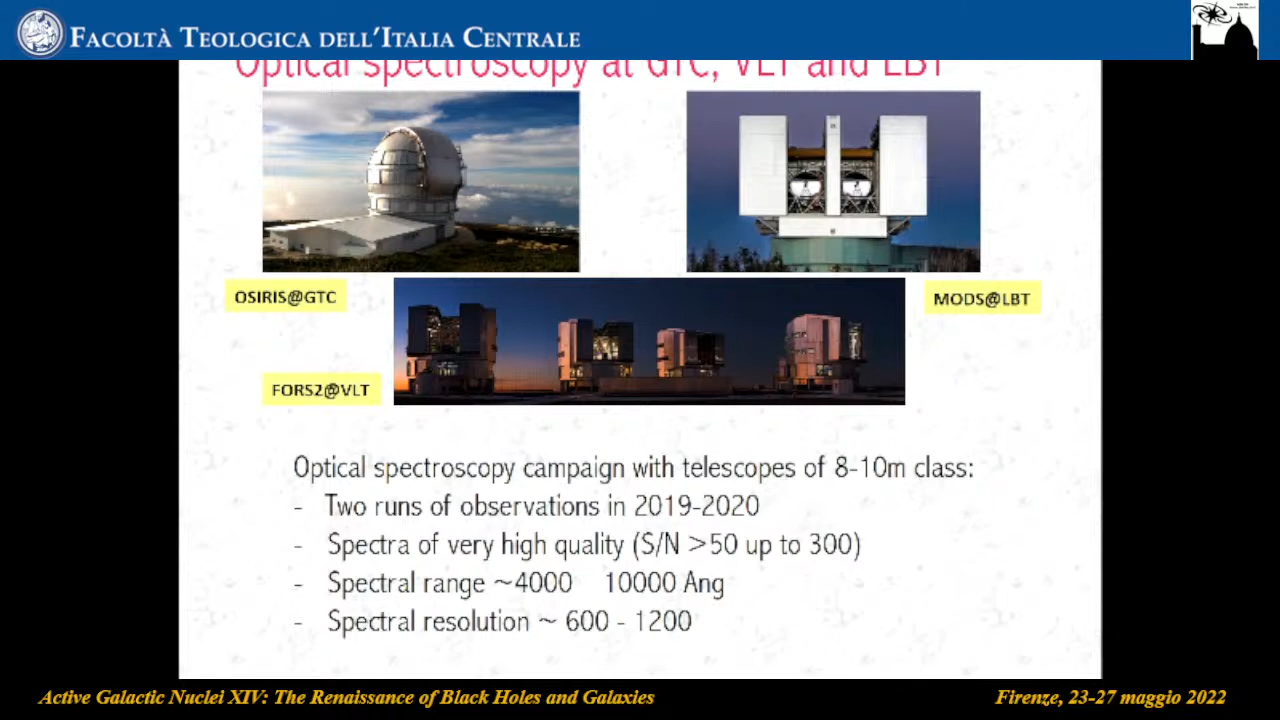 FACOLTÀ TEOLOGICA DELL'ITALIA CENTRALE
Optical spectroscopy at GTC, VLT and LBT
OSIRIS@GTC
MODS@LBT
FORS2@VLT
Optical spectroscopy campaign with telescopes of 8-10m class:
- Two runs of observations in 2019-2020
- Spectra of very high quality (S/N >50 up to 300)
- Spectral range ~4000 10000 Ang
- Spectral resolution ~ 600 - 1200
Active Galactic Nuclei XIV: The Renaissance of Black Holes and Galaxies
Firenze, 23-27 maggio 2022